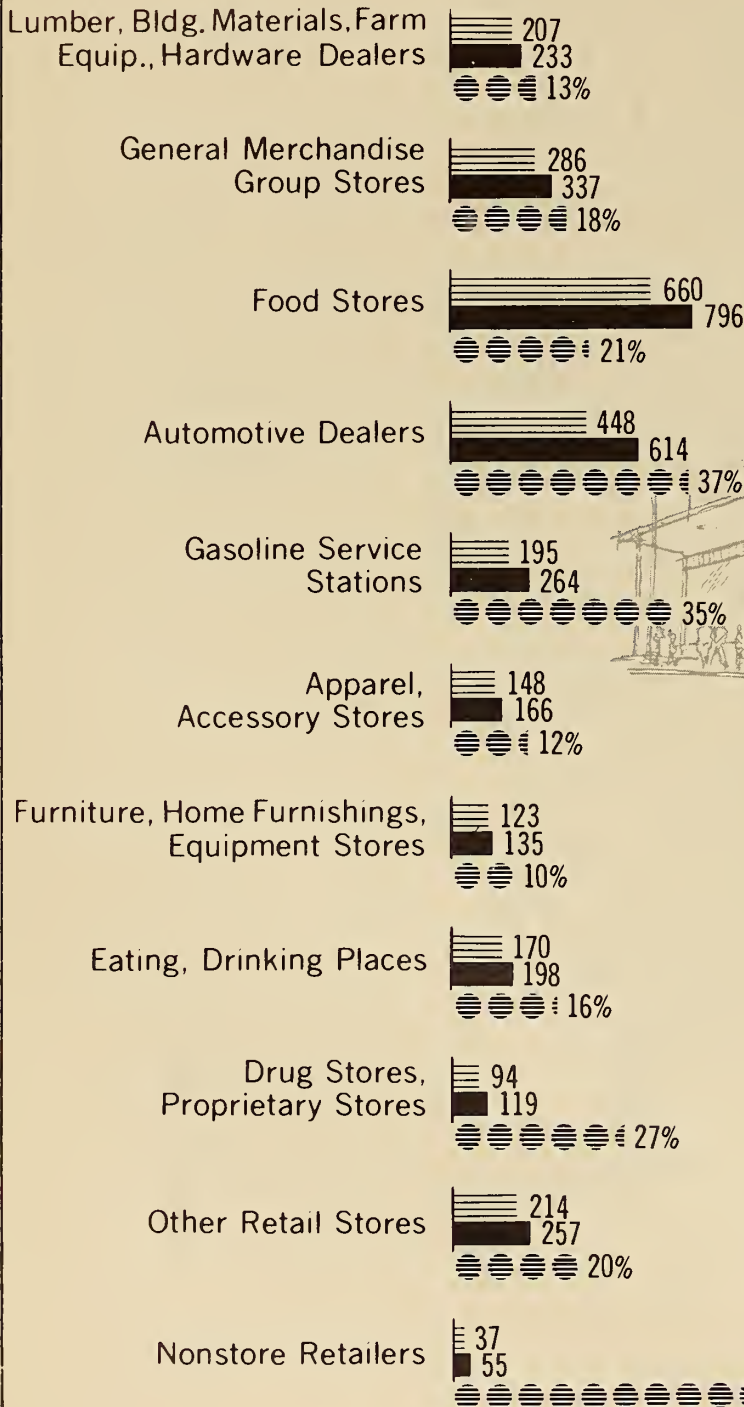 Lumber, Bldg. Materials, Farm
Equip., Hardware Dealers
207
233
13%
General Merchandise
Group Stores
286
337
18%
Food Stores
660
796
21%
Automotive Dealers
448
614
37%
Gasoline Service
Stations
195
264
35%
Apparel,
Accessory Stores
148
166
12%
Furniture, Home Furnishings,
Equipment Stores
123
135
10%
Eating, Drinking Places
170
198
16%
Drug Stores,
Proprietary Stores
94
119
27%
Other Retail Stores
214
257
20%
Nonstore Retailers
37
55